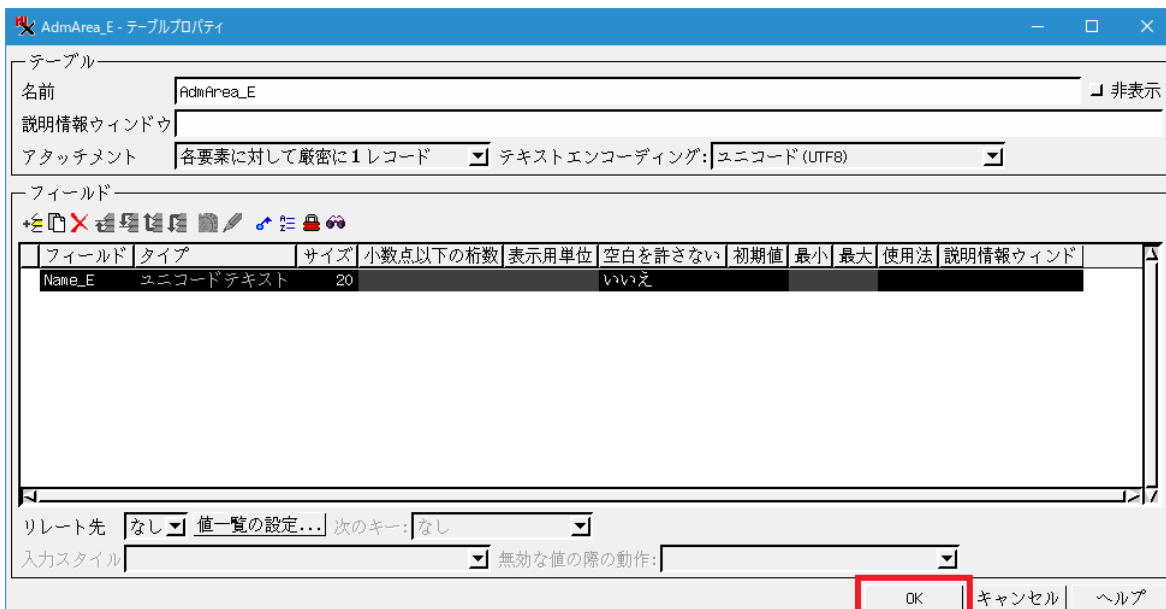 AdmArea_E - テーブルプロパティ
テーブル
名前 AdmArea_E 非表示
説明情報ウィンドウ
アタッチメント 各要素に対して厳密に1レコード テキストエンコーディング: ユニコード(UTF8)
フィールド
フィールド タイプ サイズ 小数点以下の桁数 表示用単位 空白を許さない 初期値 最小 最大 使用法 説明情報ウィンド
Name_E ユニコードテキスト 20 いいえ
リレート先 なし 値一覧の設定... 次のキー: なし
入力スタイル 無効な値の際の動作:
OK キャンセル ヘルプ